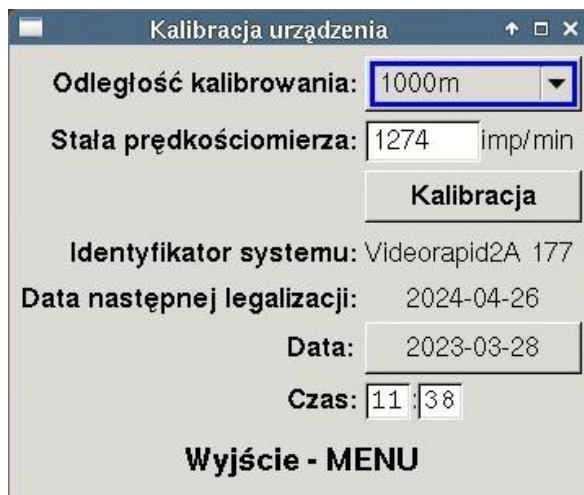 Kalibracja urządzenia
Odległość kalibrowania: 1000m
Stała prędkościomierza: 1274 imp/min
Kalibracja
Identyfikator systemu: Videorapid2A 177
Data następnej legalizacji: 2024-04-26
Data: 2023-03-28
Czas: 11:38
Wyjście - MENU